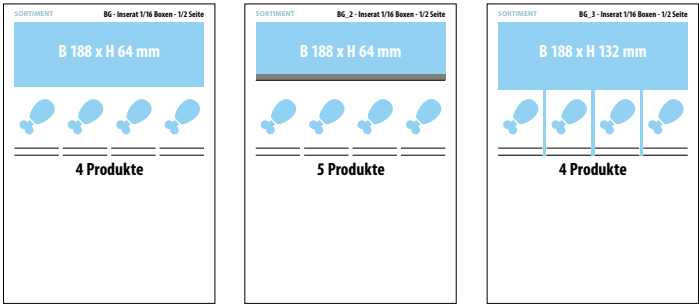 SORTIMENT BG - Inserat 1/16 Boxen - 1/2 Seite
B 188 x H 64 mm
4 Produkte
SORTIMENT BG_2 - Inserat 1/16 Boxen - 1/2 Seite
B 188 x H 64 mm
5 Produkte
SORTIMENT BG_3 - Inserat 1/16 Boxen - 1/2 Seite
B 188 x H 132 mm
4 Produkte